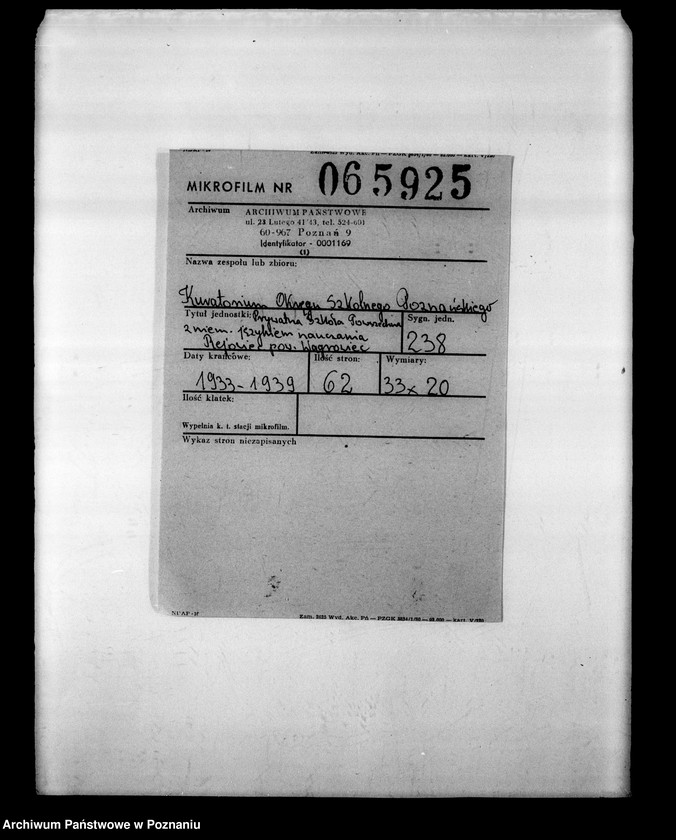 MIKROFILM NR 065925
Archiwum ARCHIWUM PAŃSTWOWE
ul. 23 Lutego 41/43, tel. 524-601
60-967 Poznań 9
Identyfikator - 0001169
(1)
Nazwa zespołu lub zbioru:
Kuratorium Okręgu Szkolnego Poznańskiego
Tytuł jednostki: Prywatna Szkoła Powszechna
z niem. językiem nauczania
pow. Wągrowiec
Sygn. jedn.
238
Daty krańcowe: Ilość stron: Wymiary:
1933-1939 62 33x20
Ilość klatek:
Wypełnia k. t. stacji mikrofilm.
Wykaz stron niezapisanych
Archiwum Państwowe w Poznaniu